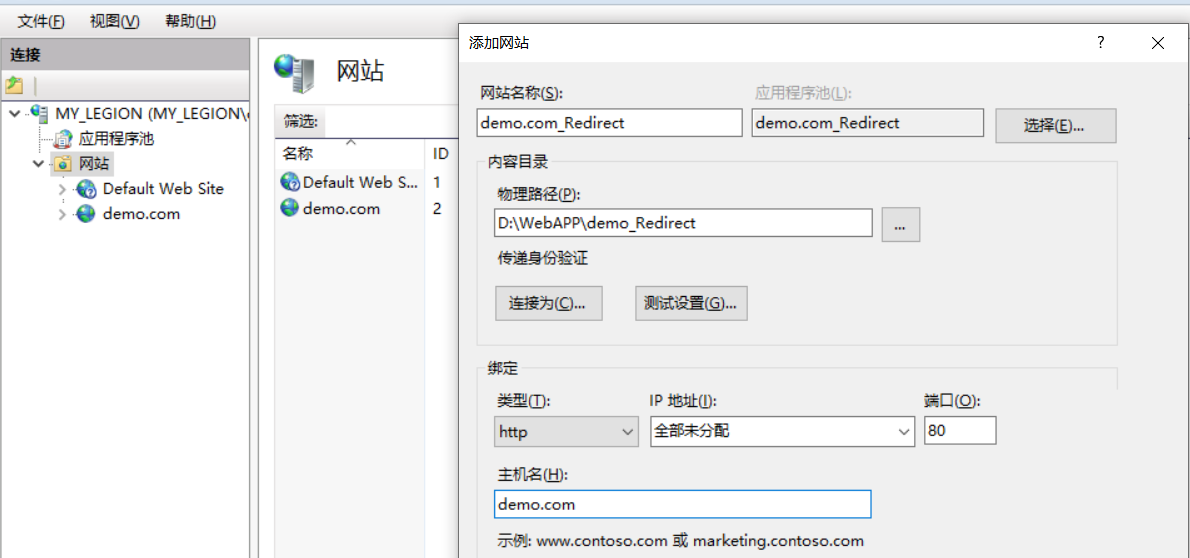 文件(F) 视图(V) 帮助(H)
连接
MY_LEGION (MY_LEGION\
应用程序池
网站
Default Web Site
demo.com
网站
筛选:
名称 ID
Default Web S... 1
demo.com 2
添加网站 ?
网站名称(S): 应用程序池(L):
demo.com_Redirect demo.com_Redirect 选择(E)...
内容目录
物理路径(P):
D:\WebAPP\demo_Redirect ...
传递身份验证
连接为(C)... 测试设置(G)...
绑定
类型(T): IP 地址(I): 端口(O):
http 全部未分配 80
主机名(H):
demo.com
示例: www.contoso.com 或 marketing.contoso.com